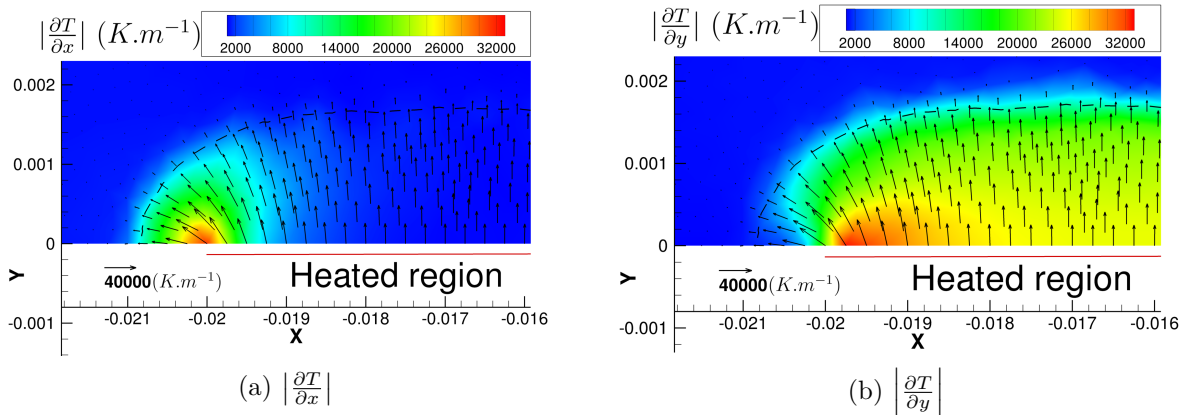 |∂T/∂x| (K.m⁻¹)
2000 8000 14000 20000 26000 32000
0.002
0.001
0
-0.001
Y
40000(K.m⁻¹)
Heated region
-0.021 -0.02 -0.019 -0.018 -0.017 -0.016
X
(a) |∂T/∂x|
|∂T/∂y| (K.m⁻¹)
2000 8000 14000 20000 26000 32000
0.002
0.001
0
-0.001
Y
40000(K.m⁻¹)
Heated region
-0.021 -0.02 -0.019 -0.018 -0.017 -0.016
X
(b) |∂T/∂y|